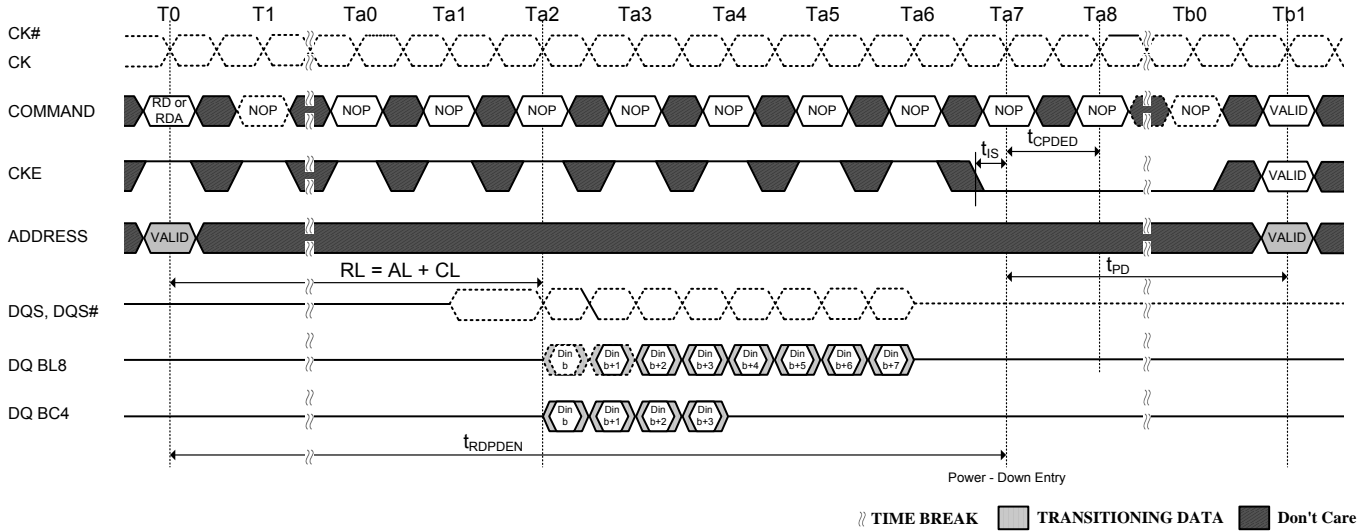 T0 T1 Ta0 Ta1 Ta2 Ta3 Ta4 Ta5 Ta6 Ta7 Ta8 Tb0 Tb1
CK#
CK
COMMAND
RD or
RDA
NOP NOP NOP NOP NOP NOP NOP NOP NOP NOP NOP VALID
tIS
tCPDED
CKE
VALID
ADDRESS
VALID VALID
RL = AL + CL
tPD
DQS, DQS#
DQ BL8
Din
b
Din
b+1
Din
b+2
Din
b+3
Din
b+4
Din
b+5
Din
b+6
Din
b+7
DQ BC4
Din
b
Din
b+1
Din
b+2
Din
b+3
tRDPDEN
Power - Down Entry
TIME BREAK TRANSITIONING DATA Don't Care